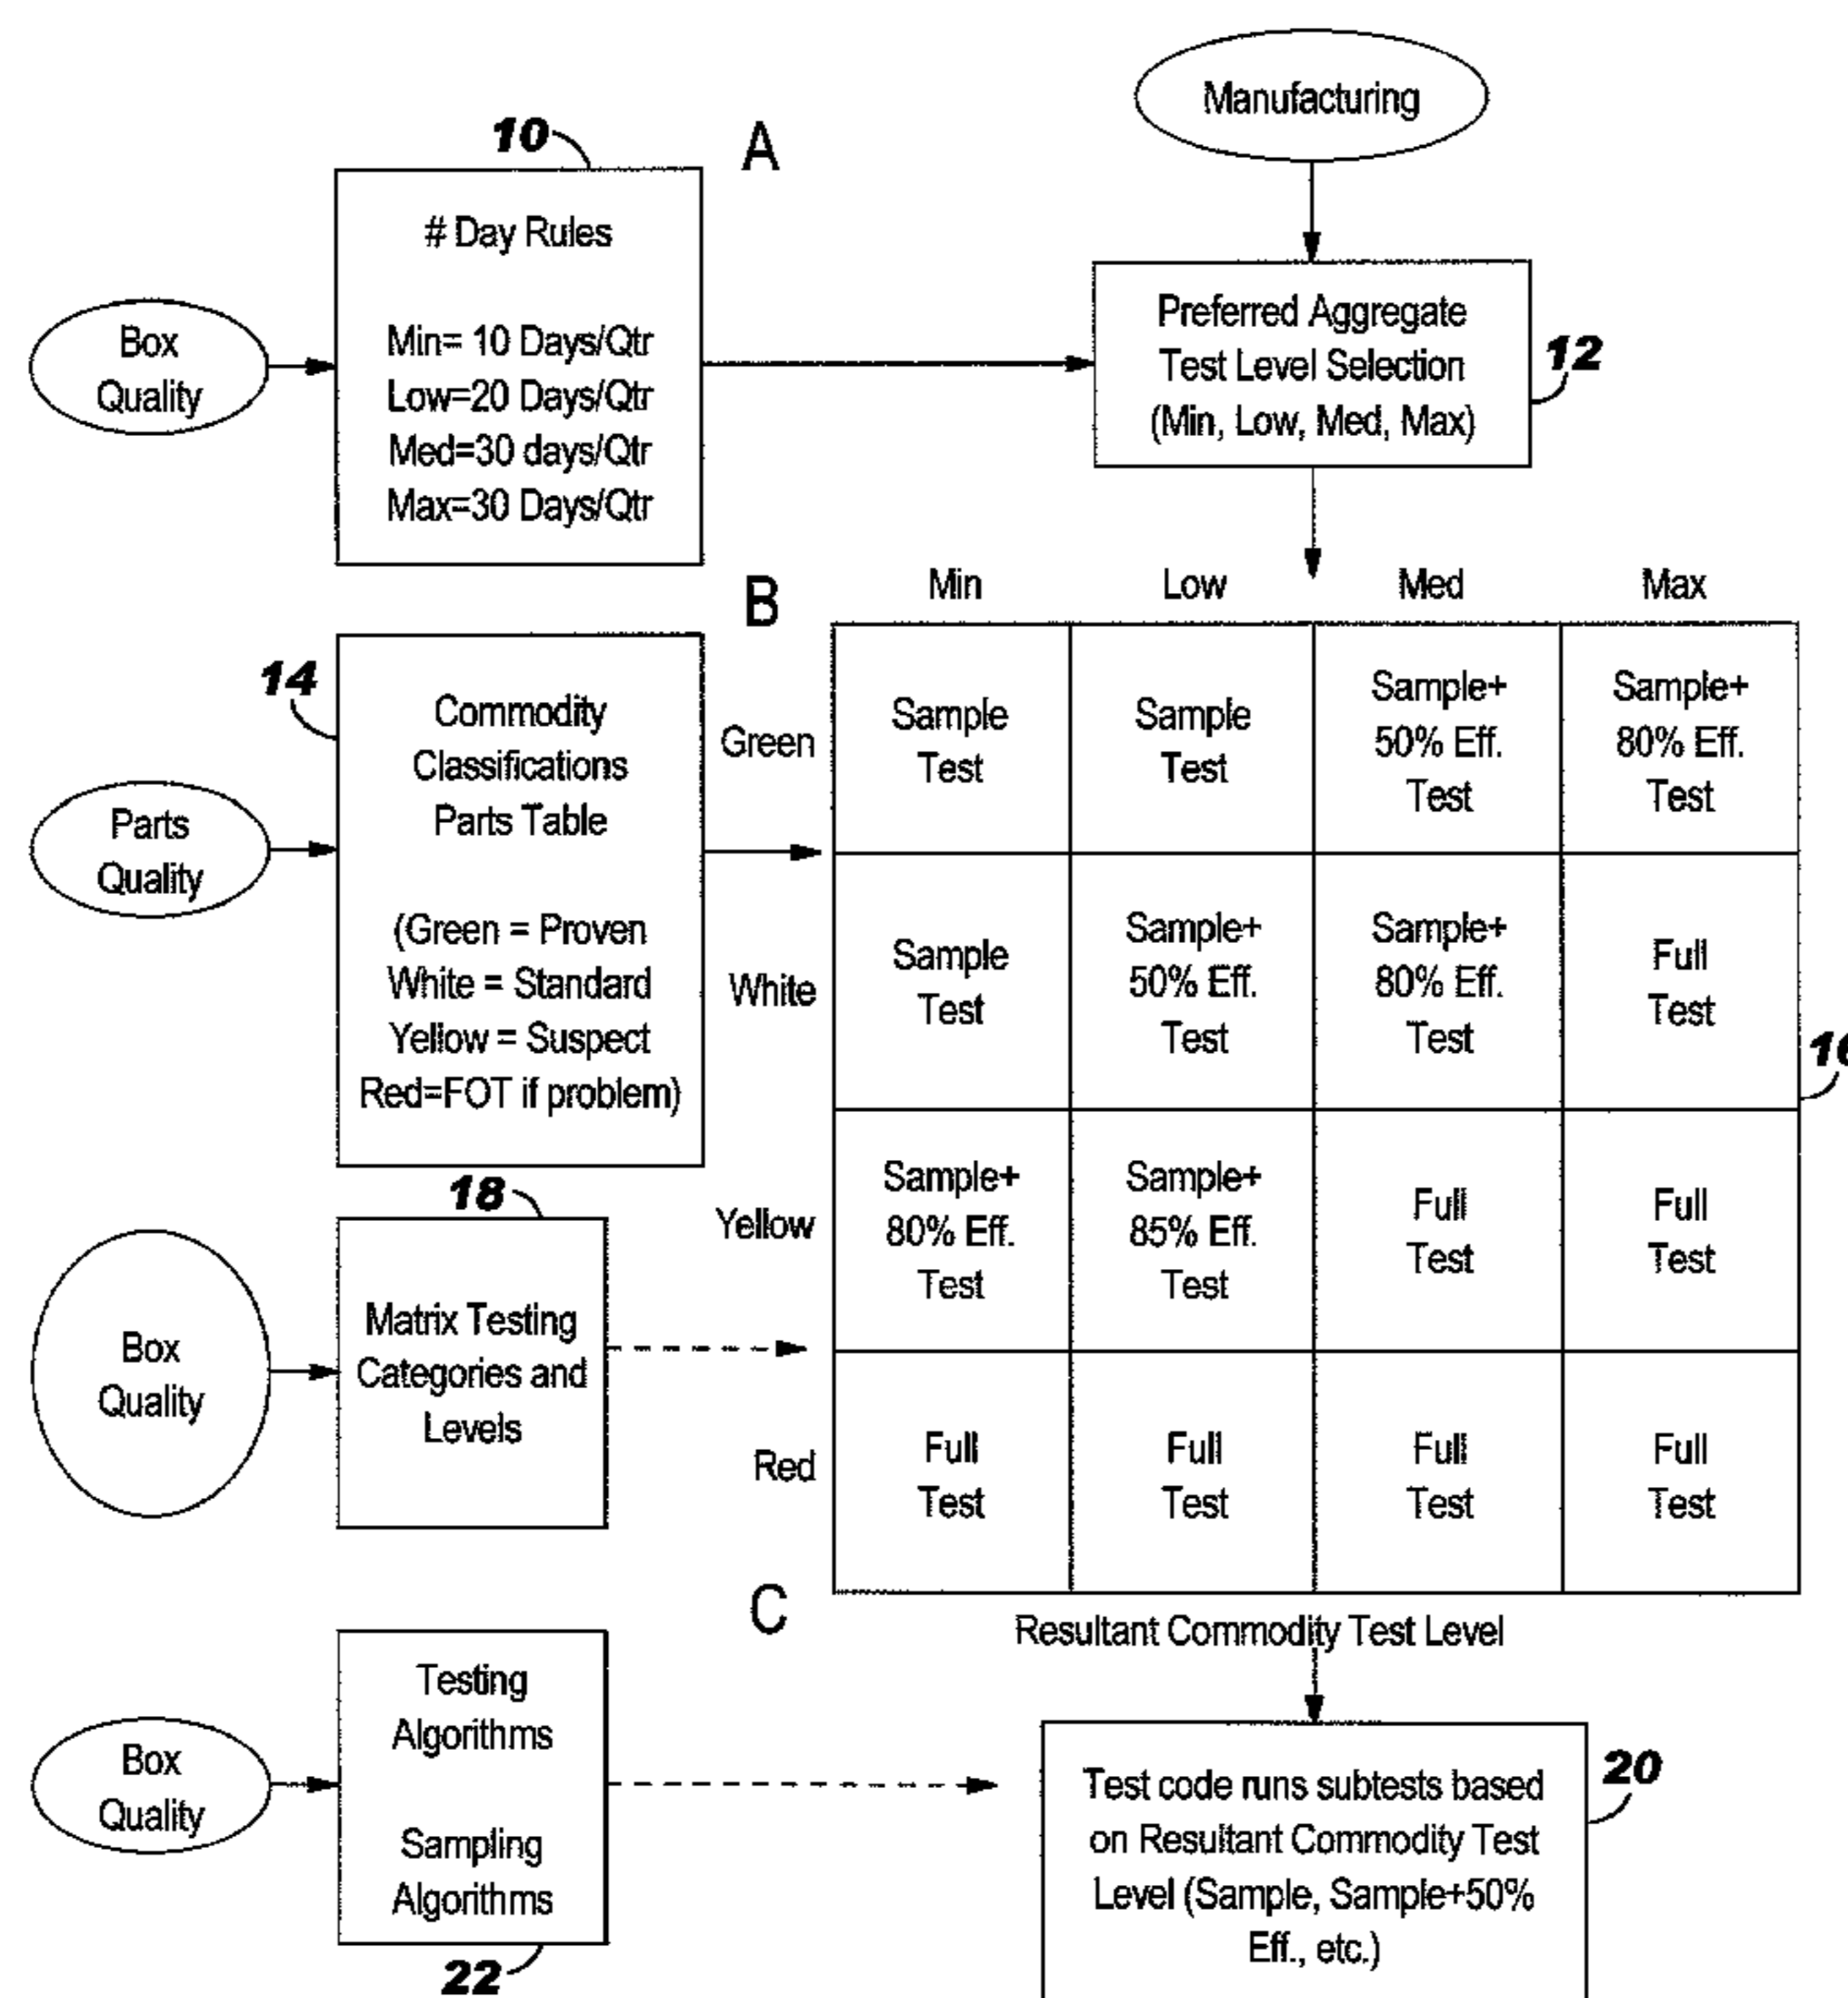 Manufacturing
10
A
# Day Rules
Min= 10 Days/Qtr
Low=20 Days/Qtr
Med=30 days/Qtr
Max=30 Days/Qtr
Box
Quality
Preferred Aggregate
Test Level Selection
(Min, Low, Med, Max)
12
B
Min
Low
Med
Max
14
Commodity
Classifications
Parts Table
(Green = Proven
White = Standard
Yellow = Suspect
Red=FOT if problem)
Parts
Quality
Green
Sample
Test
Sample
Test
Sample+
50% Eff.
Test
Sample+
80% Eff.
Test
White
Sample
Test
Sample+
50% Eff.
Test
Sample+
80% Eff.
Test
Full
Test
16
Yellow
Sample+
80% Eff.
Test
Sample+
85% Eff.
Test
Full
Test
Full
Test
Red
Full
Test
Full
Test
Full
Test
Full
Test
18
Box
Quality
Matrix Testing
Categories and
Levels
C
Resultant Commodity Test Level
Box
Quality
Testing
Algorithms
Sampling
Algorithms
22
Test code runs subtests based
on Resultant Commodity Test
Level (Sample, Sample+50%
Eff., etc.)
20